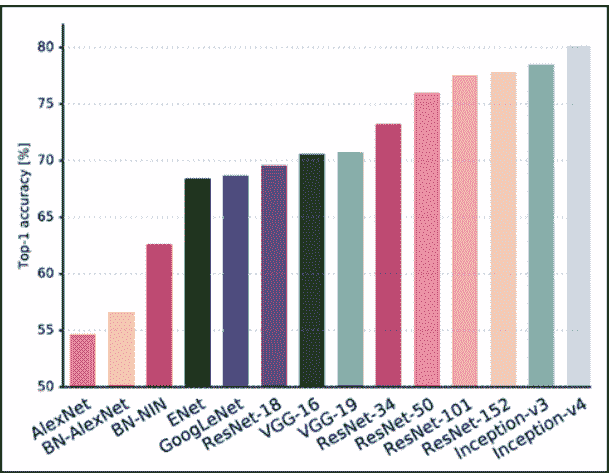 80
75
70
65
60
55
50
Top-1 accuracy [%]
AlexNet
BN-AlexNet
BN-NIN
ENet
GoogLeNet
ResNet-18
VGG-16
VGG-19
ResNet-34
ResNet-50
ResNet-101
ResNet-152
Inception-v3
Inception-v4